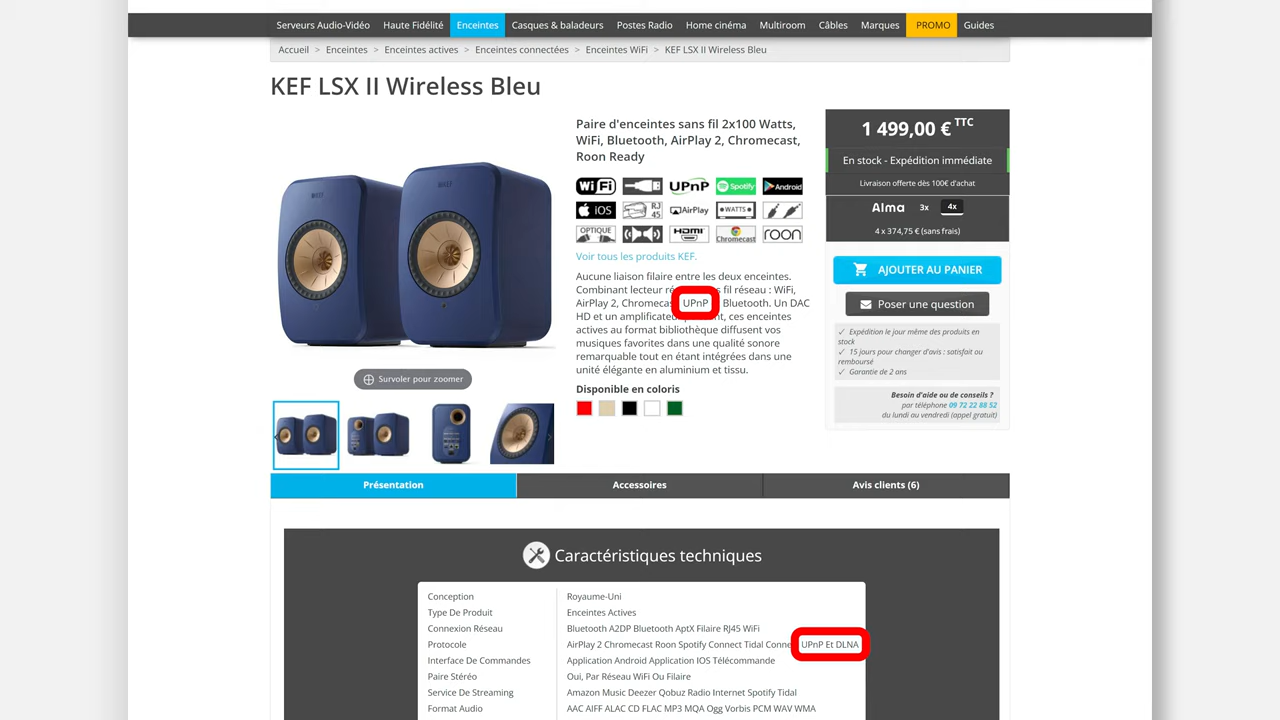 Serveurs Audio-Vidéo Haute Fidélité Enceintes Casques & baladeurs Postes Radio Home cinéma Multiroom Câbles Marques PROMO Guides
Accueil > Enceintes > Enceintes actives > Enceintes connectées > Enceintes WiFi > KEF LSX II Wireless Bleu
KEF LSX II Wireless Bleu
KEF
Paire d'enceintes sans fil 2x100 Watts,
WiFi, Bluetooth, AirPlay 2, Chromecast,
Roon Ready
WiFi UPnP Spotify Android
iOS RJ 45 AirPlay WATTS
OPTIQUE HDMI Chromecast roon
Voir tous les produits KEF.
Aucune liaison filaire entre les deux enceintes.
Combinant lecteur fil réseau : WiFi,
AirPlay 2, UPnP Bluetooth. Un DAC
HD et un ces enceintes
actives au format bibliothèque diffusent vos
musiques favorites dans une qualité sonore
remarquable tout en étant intégrées dans une
unité élégante en aluminium et tissu.
Disponible en coloris
Survoler pour zoomer
1 499,00 € TTC
En stock - Expédition immédiate
Livraison offerte dès 100€ d'achat
Alma 3x 4x
4 x 374,75 € (sans frais)
AJOUTER AU PANIER
Poser une question
✓ Expédition le jour même des produits en
stock
✓ 15 jours pour changer d'avis : satisfait ou
remboursé
✓ Garantie de 2 ans
Besoin d'aide ou de conseils ?
par téléphone 09 72 22 88 52
du lundi au vendredi (appel gratuit)
Présentation Accessoires Avis clients (6)
Caractéristiques techniques
Conception Royaume-Uni
Type De Produit Enceintes Actives
Connexion Réseau Bluetooth A2DP Bluetooth AptX Filaire RJ45 WiFi
Protocole AirPlay 2 Chromecast Roon Spotify Connect Tidal UPnP Et DLNA
Interface De Commandes Application Android Application IOS Télécommande
Paire Stéréo Oui, Par Réseau WiFi Ou Filaire
Service De Streaming Amazon Music Deezer Qobuz Radio Internet Spotify Tidal
Format Audio AAC AIFF ALAC CD FLAC MP3 MQA Ogg Vorbis PCM WAV WMA